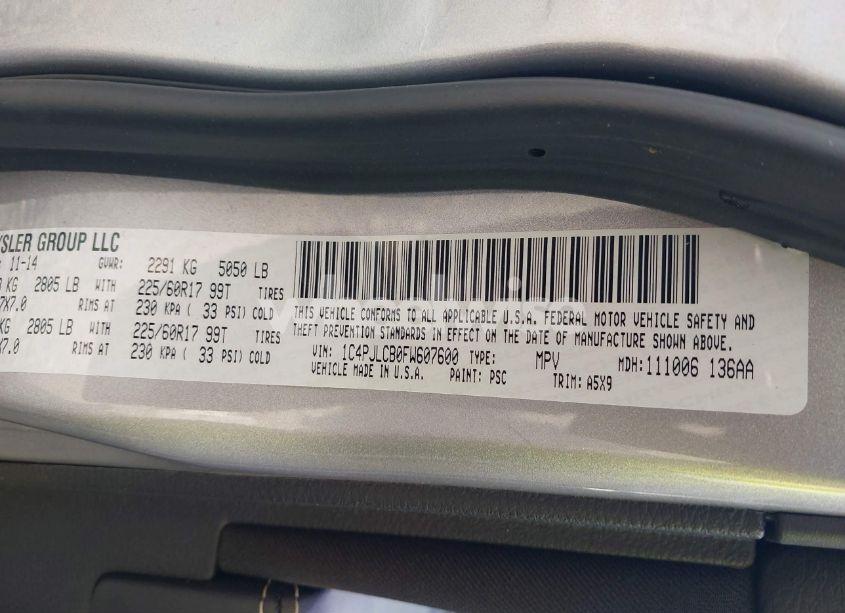 YSLER GROUP LLC
11-14 GVWR: 2291 KG 5050 LB
KG 2805 LB WITH 225/60R17 99T TIRES
7X7.0 RIMS AT 230 KPA ( 33 PSI) COLD
KG 2805 LB WITH 225/60R17 99T TIRES
X7.0 RIMS AT 230 KPA ( 33 PSI) COLD
THIS VEHICLE CONFORMS TO ALL APPLICABLE U.S.A. FEDERAL MOTOR VEHICLE SAFETY AND
THEFT PREVENTION STANDARDS IN EFFECT ON THE DATE OF MANUFACTURE SHOWN ABOVE.
VIN: 1C4PJLCB0FW607600 TYPE: MPV MDH: 111006 136AA
VEHICLE MADE IN U.S.A. PAINT: PSC TRIM: A5X9